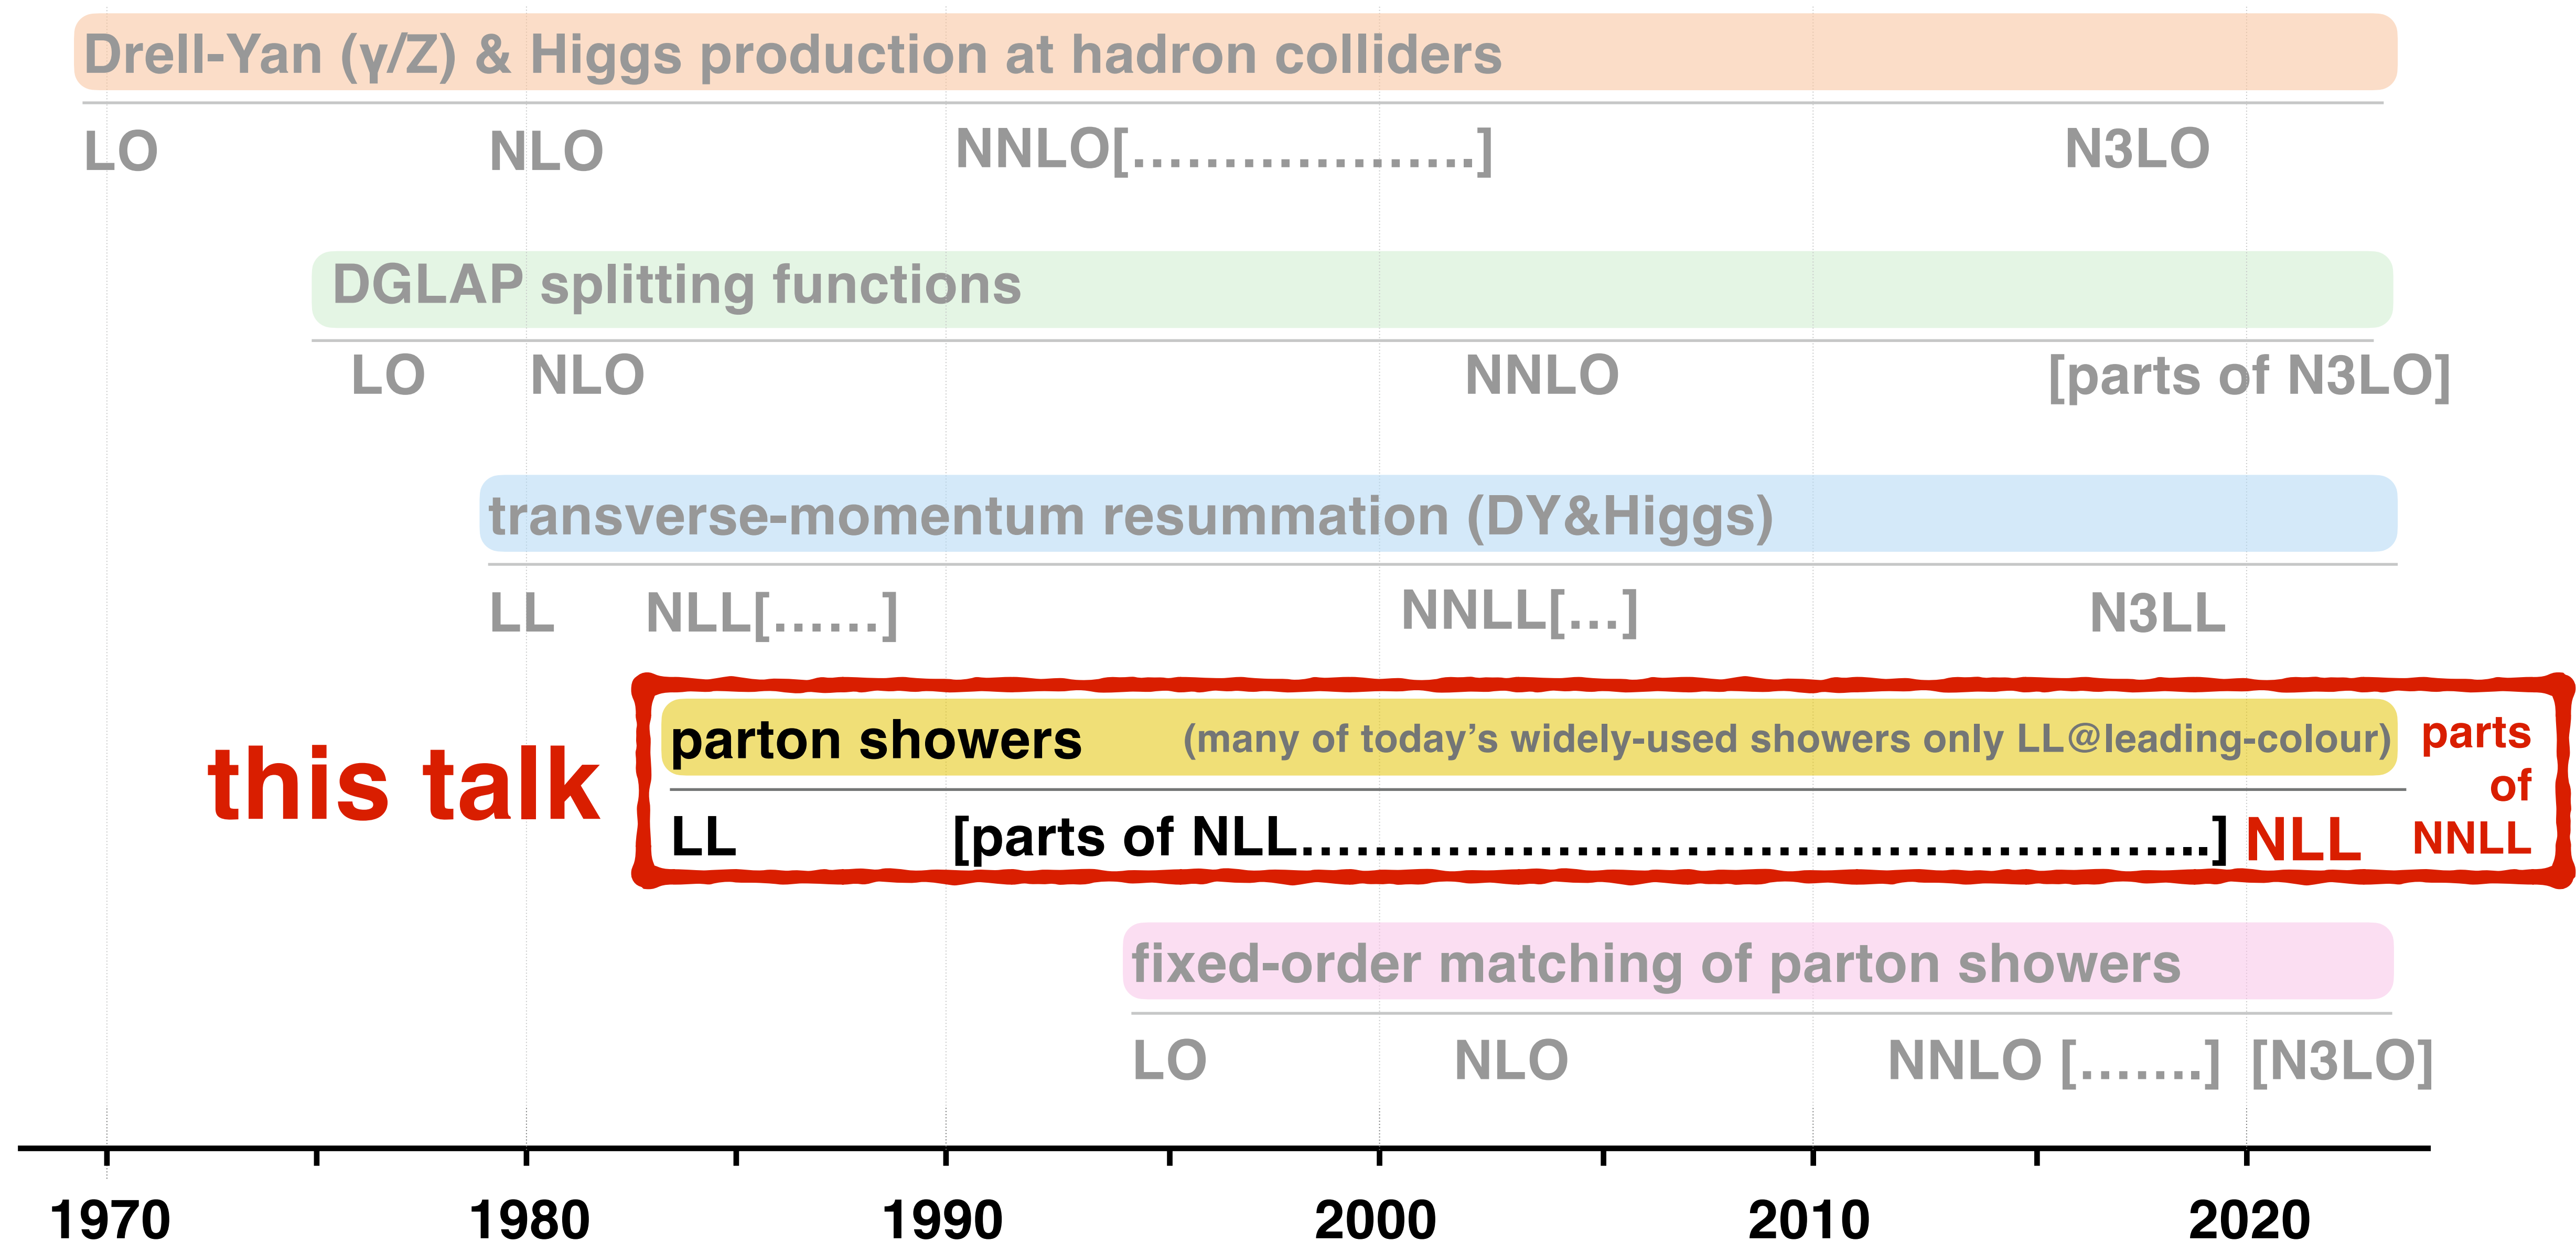 Drell-Yan (γ/Z) & Higgs production at hadron colliders
LO NLO NNLO[...................] N3LO
DGLAP splitting functions
LO NLO NNLO [parts of N3LO]
transverse-momentum resummation (DY&Higgs)
LL NLL[......] NNLL[...] N3LL
this talk
parton showers (many of today's widely-used showers only LL@leading-colour)
LL [parts of NLL..................................................] NLL
parts
of
NNLL
fixed-order matching of parton showers
LO NLO NNLO [.......] [N3LO]
1970 1980 1990 2000 2010 2020